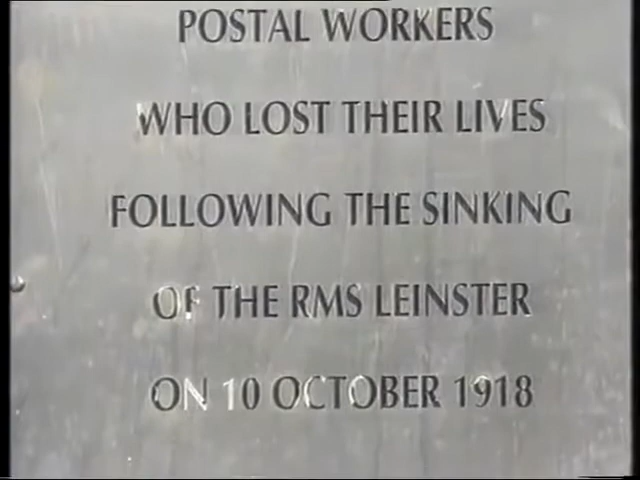 POSTAL WORKERS
WHO LOST THEIR LIVES
FOLLOWING THE SINKING
OF THE RMS LEINSTER
ON 10 OCTOBER 1918